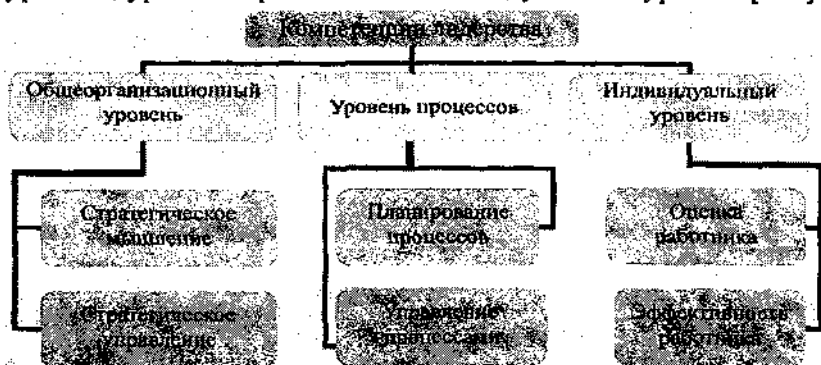 Компетенции лидерства
Общеорганизационный
уровень
Уровень процессов
Индивидуальный
уровень
Стратегическое
мышление
Планирование
процессов
Оценка
работника
Стратегическое
управление
Управление
процессами
Эффективность
работника